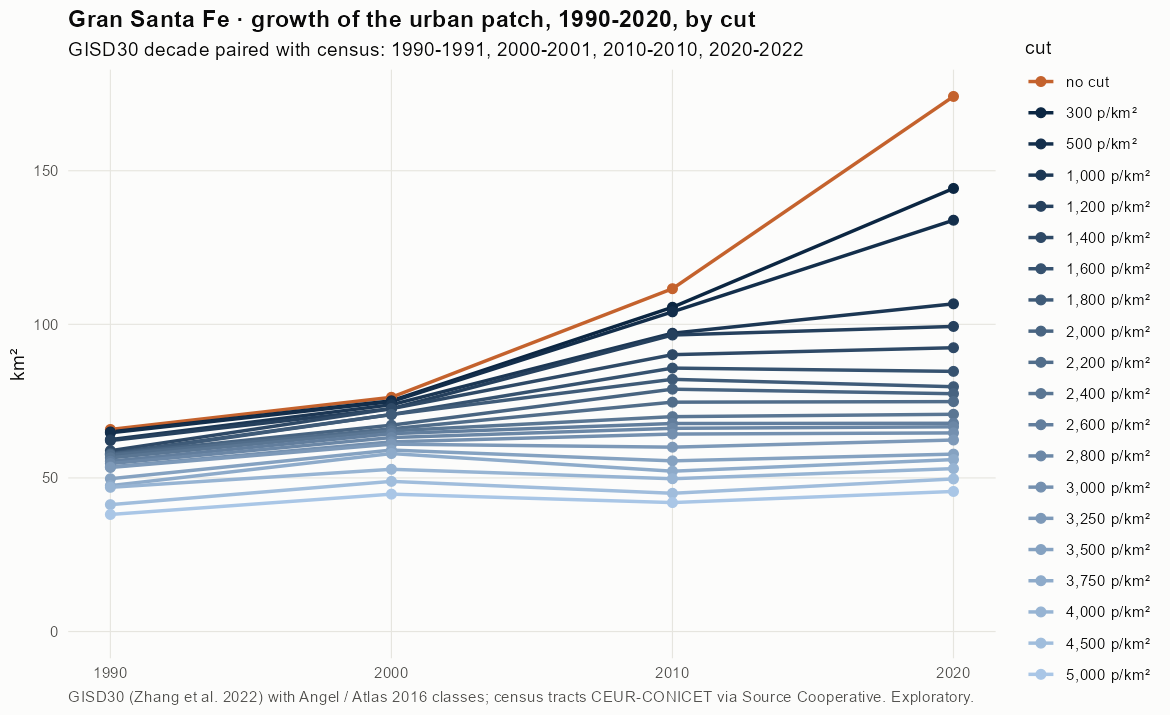 Gran Santa Fe · growth of the urban patch, 1990-2020, by cut
GISD30 decade paired with census: 1990-1991, 2000-2001, 2010-2010, 2020-2022
cut
no cut
300 p/km²
500 p/km²
1,000 p/km²
1,200 p/km²
1,400 p/km²
1,600 p/km²
1,800 p/km²
2,000 p/km²
2,200 p/km²
2,400 p/km²
2,600 p/km²
2,800 p/km²
3,000 p/km²
3,250 p/km²
3,500 p/km²
3,750 p/km²
4,000 p/km²
4,500 p/km²
5,000 p/km²
km²
150
100
50
0
1990
2000
2010
2020
GISD30 (Zhang et al. 2022) with Angel / Atlas 2016 classes; census tracts CEUR-CONICET via Source Cooperative. Exploratory.